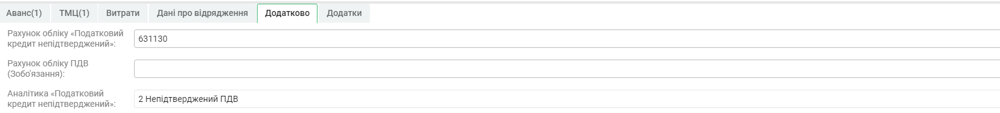 Аванс(1) ТМЦ(1) Витрати Дані про відрядження Додатково Додатки
Рахунок обліку «Податковий
кредит непідтверджений»:
631130
Рахунок обліку ПДВ
(Зобо'язання):
Аналітика «Податковий
кредит непідтверджений»:
2 Непідтверджений ПДВ